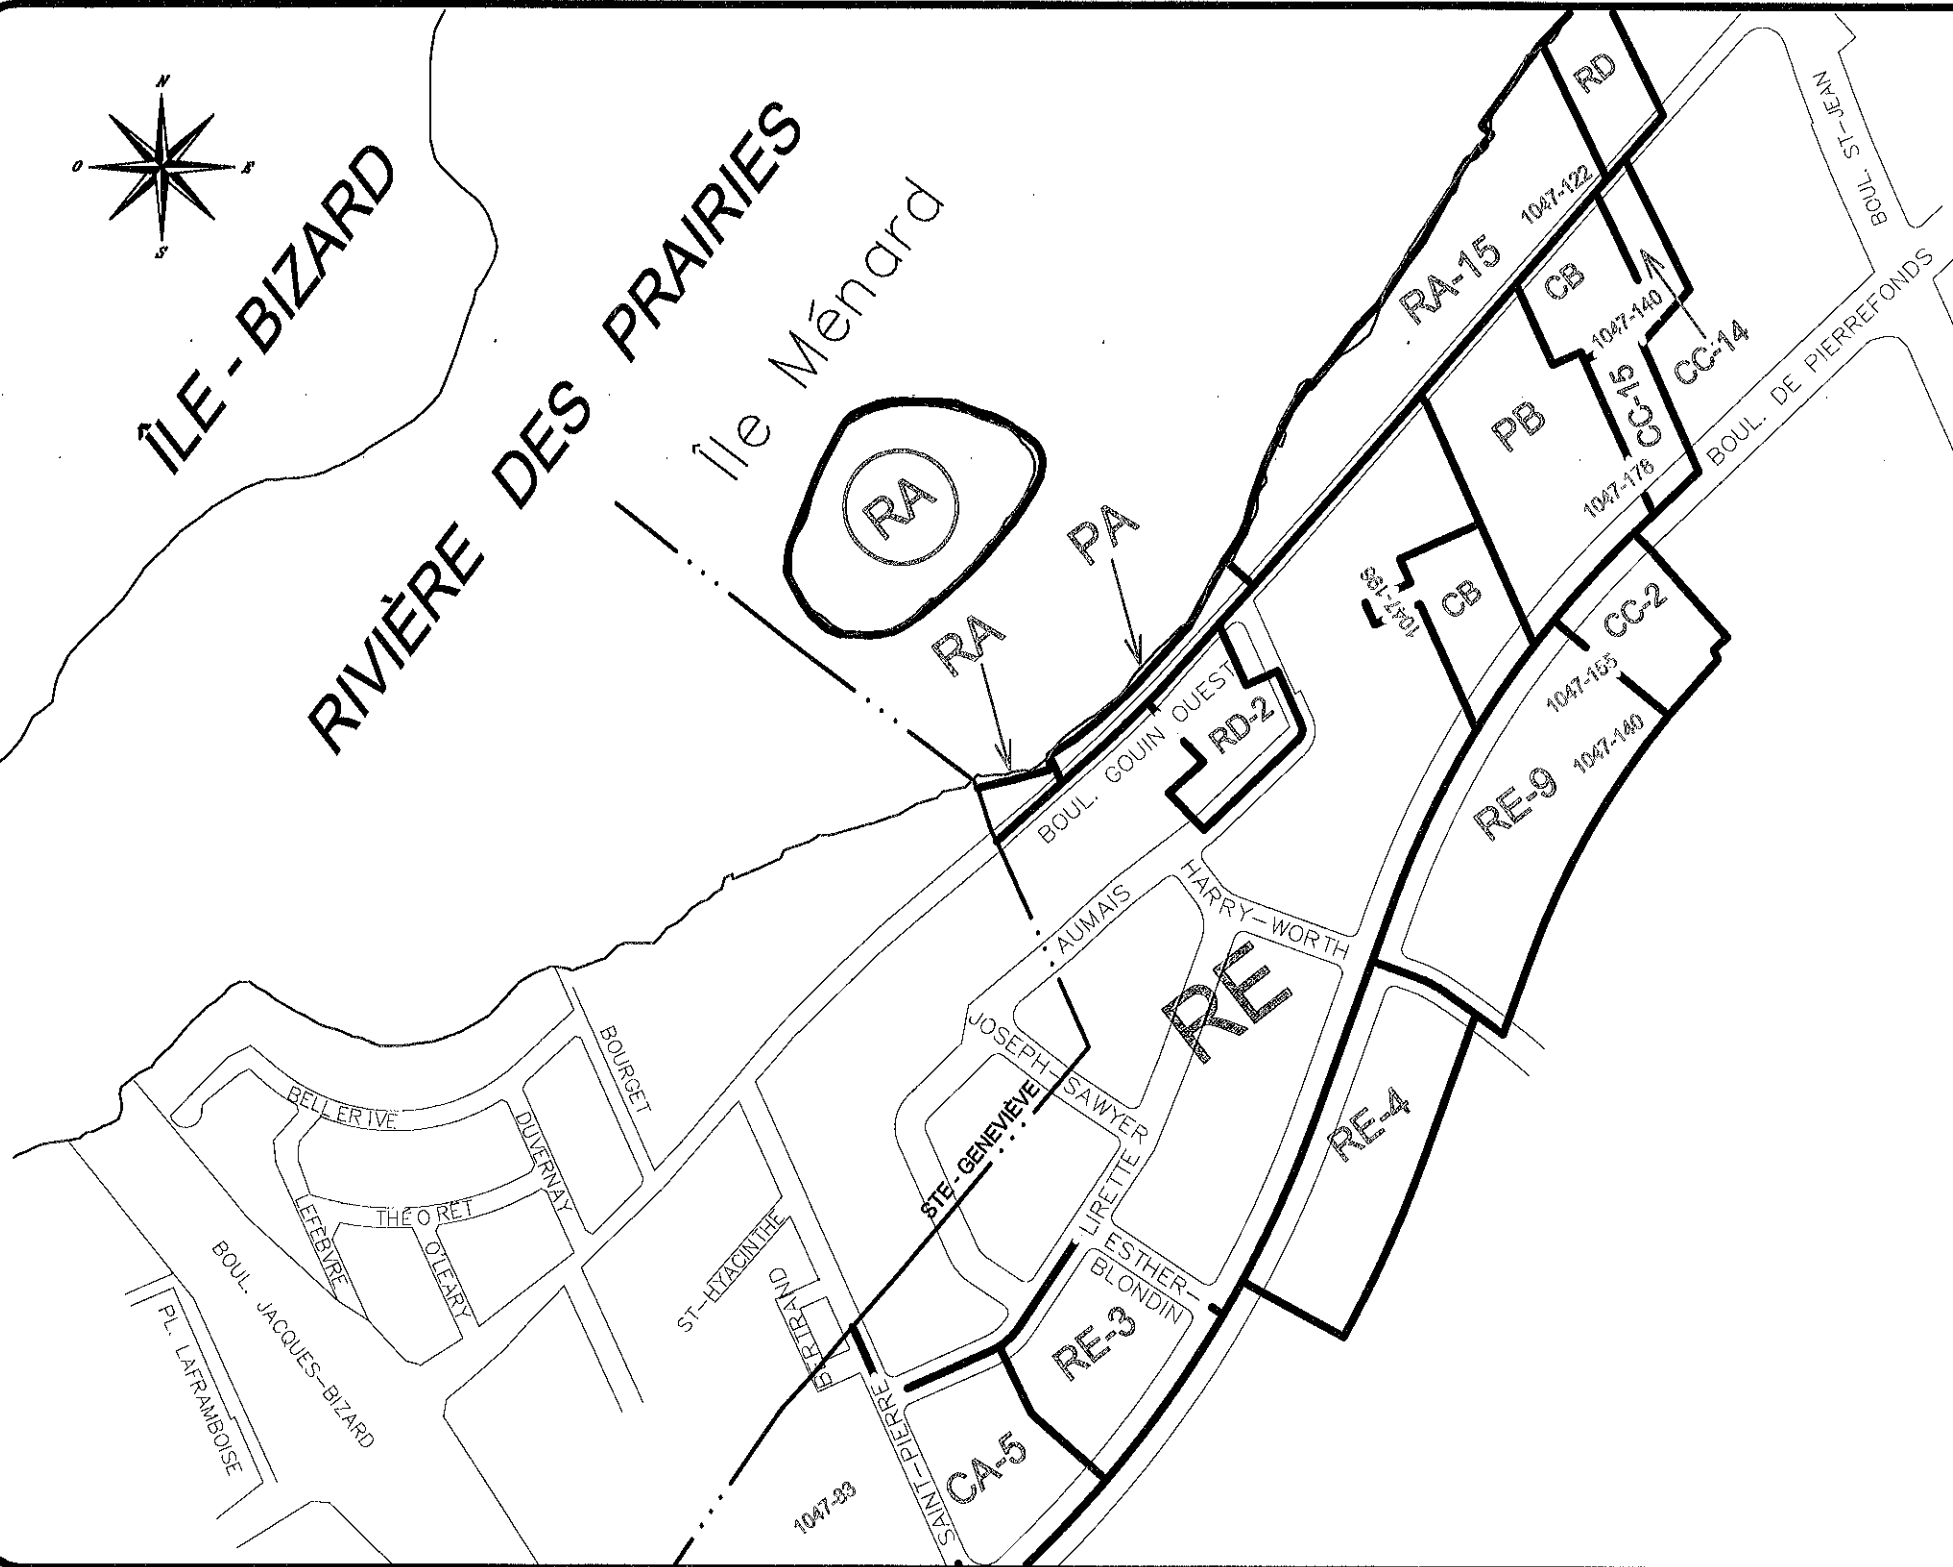 N
O
E
S
ÎLE - BIZARD
RIVIÈRE DES PRAIRIES
Île Ménard
RA
RA
PA
RD
1047-122
RA-15
CB
1047-140
CC-14
CC-15
PB
1047-178
BOUL. ST-JEAN
BOUL. DE PIERREFONDS
CB
CC-2
1047-155
1047-140
RE-9
RD-2
BOUL. GOUIN OUEST
AUMAIS
HARRY-WORTH
RE
JOSEPH-SAWYER
STE-GENEVIÈVE
LIRETTE
ESTHER-
BLONDIN
RE-4
RE-3
CA-5
SAINT-PIERRE
1047-93
BOURGET
BELLERIVE
DUVERNAY
THÉORET
LEFEBVRE
O'LEARY
ST-HYACINTHE
BERTRAND
BOUL. JACQUES-BIZARD
PL. LAFRAMBOISE